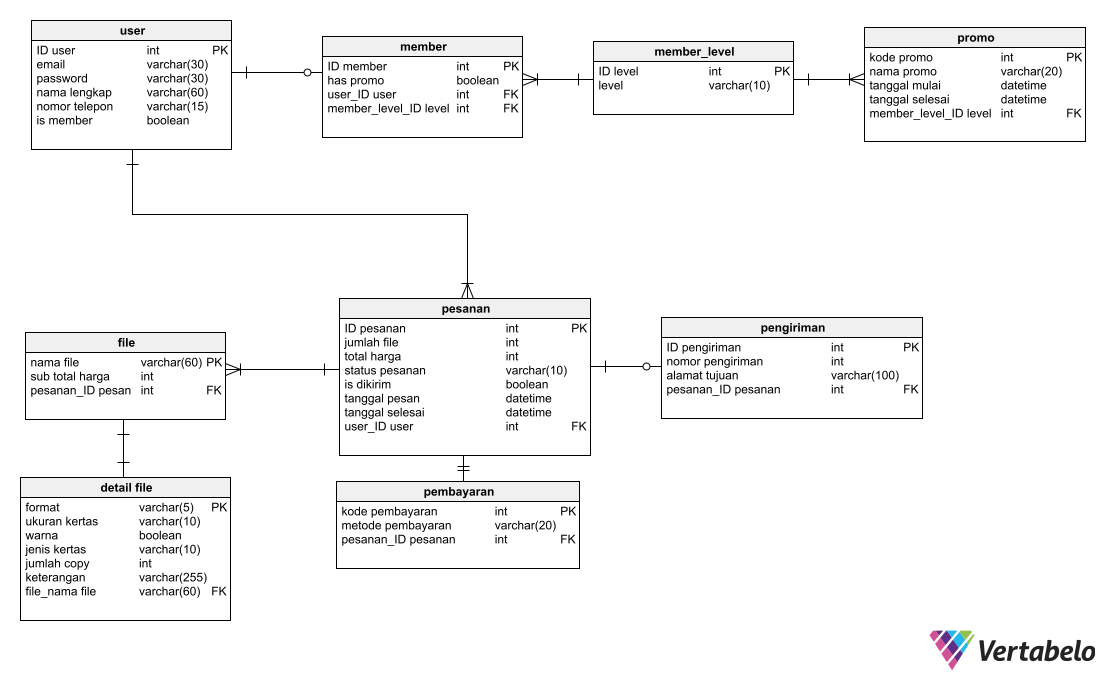 user
ID user int PK
email varchar(30)
password varchar(30)
nama lengkap varchar(60)
nomor telepon varchar(15)
is member boolean
member
ID member int PK
has promo boolean
user_ID user int FK
member_level_ID level int FK
member_level
ID level int PK
level varchar(10)
promo
kode promo int PK
nama promo varchar(20)
tanggal mulai datetime
tanggal selesai datetime
member_level_ID level int FK
file
nama file varchar(60) PK
sub total harga int
pesanan_ID pesan int FK
pesanan
ID pesanan int PK
jumlah file int
total harga int
status pesanan varchar(10)
is dikirim boolean
tanggal pesan datetime
tanggal selesai datetime
user_ID user int FK
pengiriman
ID pengiriman int PK
nomor pengiriman int
alamat tujuan varchar(100)
pesanan_ID pesanan int FK
detail file
format varchar(5) PK
ukuran kertas varchar(10)
warna boolean
jenis kertas varchar(10)
jumlah copy int
keterangan varchar(255)
file_nama file varchar(60) FK
pembayaran
kode pembayaran int PK
metode pembayaran varchar(20)
pesanan_ID pesanan int FK
Vertabelo